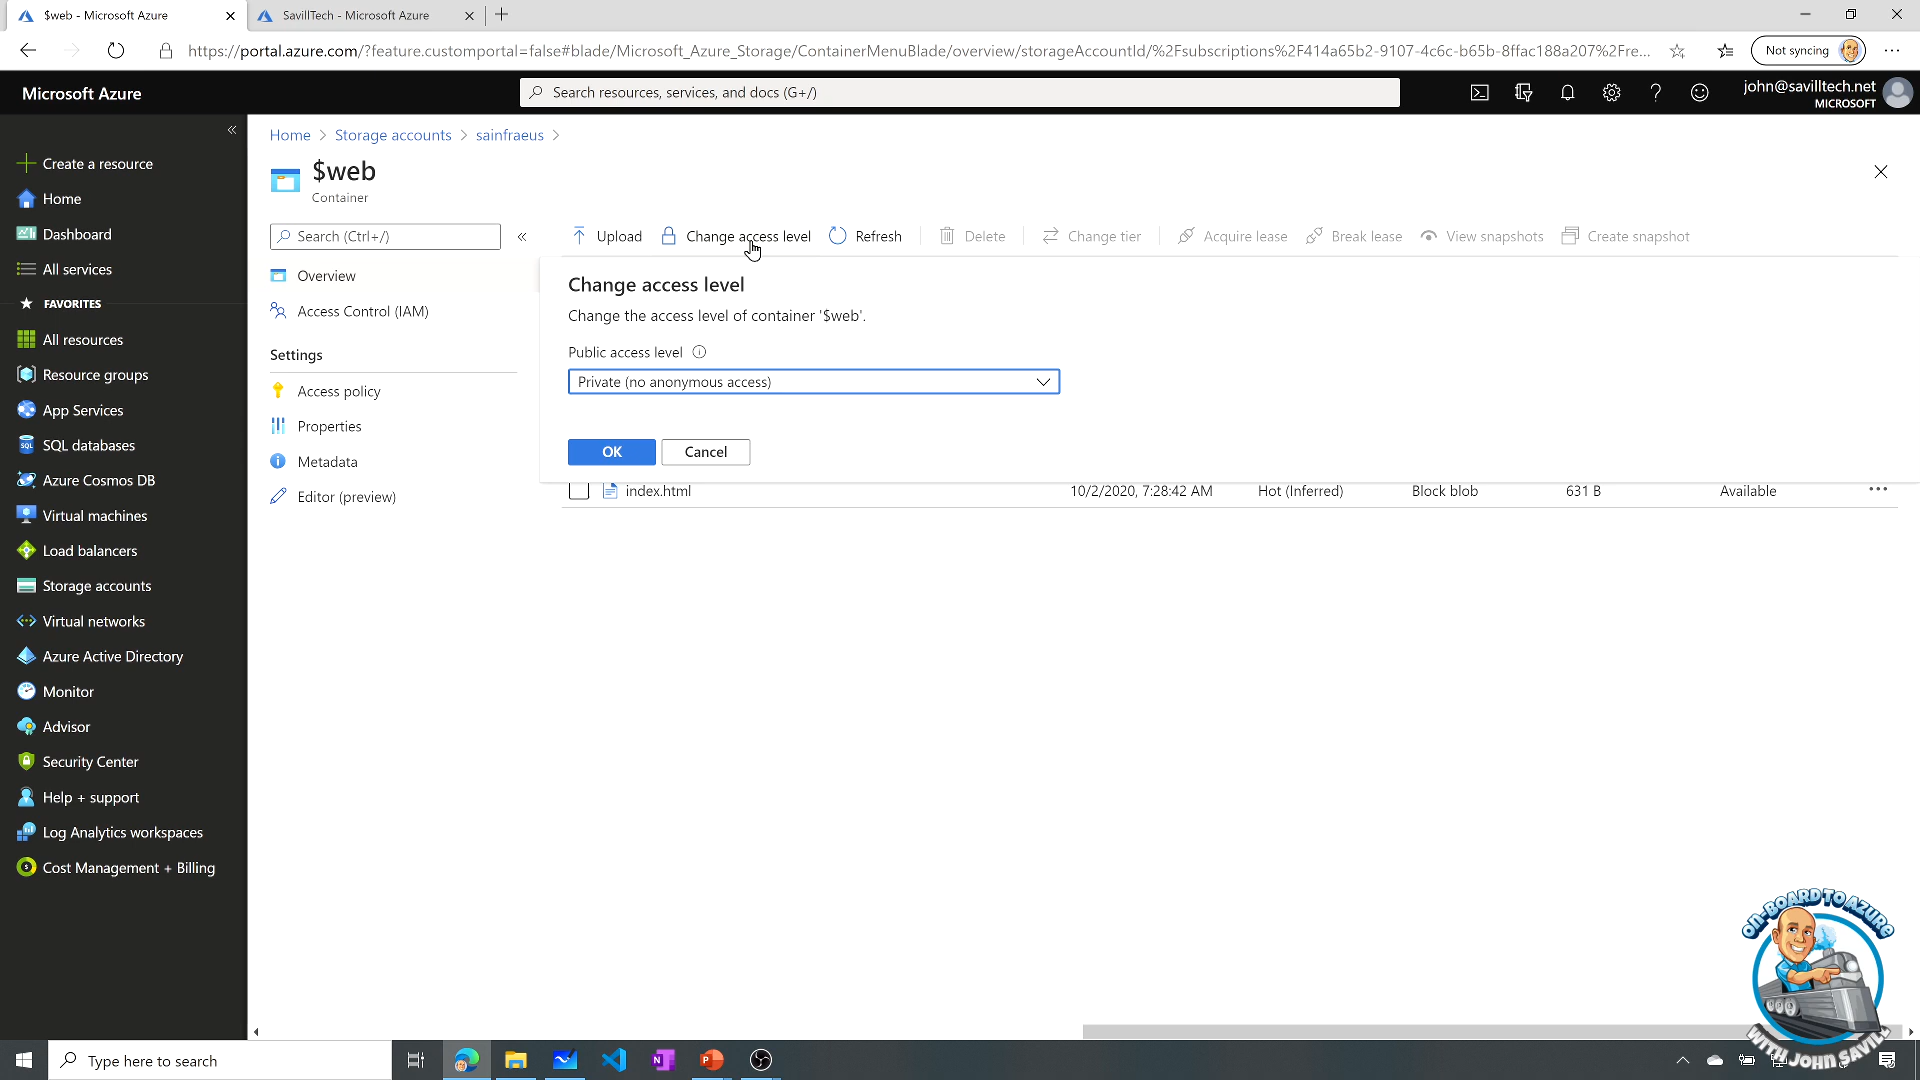 $web - Microsoft Azure
SavillTech - Microsoft Azure
https://portal.azure.com/?feature.customportal=false#blade/Microsoft_Azure_Storage/ContainerMenuBlade/overview/storageAccountId/%2Fsubscriptions%2F414a65b2-9107-4c6c-b65b-8ffac188a207%2Fre...
Not syncing
Microsoft Azure
Search resources, services, and docs (G+/)
john@savilltech.net
MICROSOFT
Create a resource
Home
Dashboard
All services
FAVORITES
All resources
Resource groups
App Services
SQL databases
Azure Cosmos DB
Virtual machines
Load balancers
Storage accounts
Virtual networks
Azure Active Directory
Monitor
Advisor
Security Center
Help + support
Log Analytics workspaces
Cost Management + Billing
Home > Storage accounts > sainfraeus >
$web
Container
Search (Ctrl+/)
Overview
Access Control (IAM)
Settings
Access policy
Properties
Metadata
Editor (preview)
Upload Change access level Refresh Delete Change tier Acquire lease Break lease View snapshots Create snapshot
Change access level
Change the access level of container '$web'.
Public access level
Private (no anonymous access)
OK Cancel
index.html 10/2/2020, 7:28:42 AM Hot (Inferred) Block blob 631 B Available
ON-BOARD TO AZURE
WITH JOHN SAVILL
Type here to search